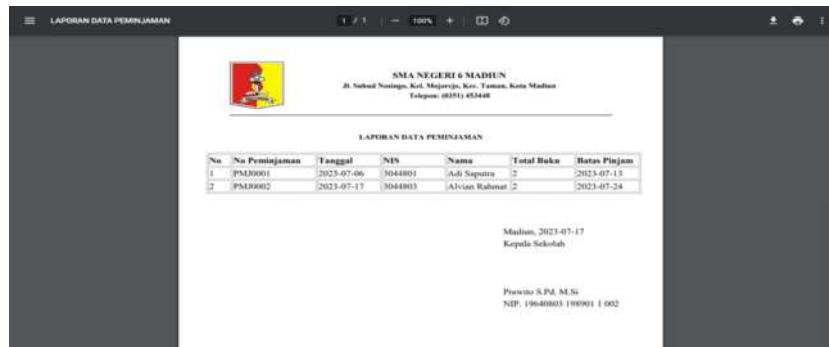 LAPORAN DATA PEMINJAMAN 1 / 1 100%
SMA NEGERI 6 MADIUN
Jl. Suhud Nosingo, Kel. Mojorejo, Kec. Taman, Kota Madiun
Telepon: (0351) 453448
LAPORAN DATA PEMINJAMAN
No No Peminjaman Tanggal NIS Nama Total Buku Batas Pinjam
1 PMJ0001 2023-07-06 3044801 Adi Saputra 2 2023-07-13
2 PMJ0002 2023-07-17 3044803 Alvian Rahmat 2 2023-07-24
Madiun, 2023-07-17
Kepala Sekolah
S.Pd. M.Si
NIP. 19640803 198901 1 002